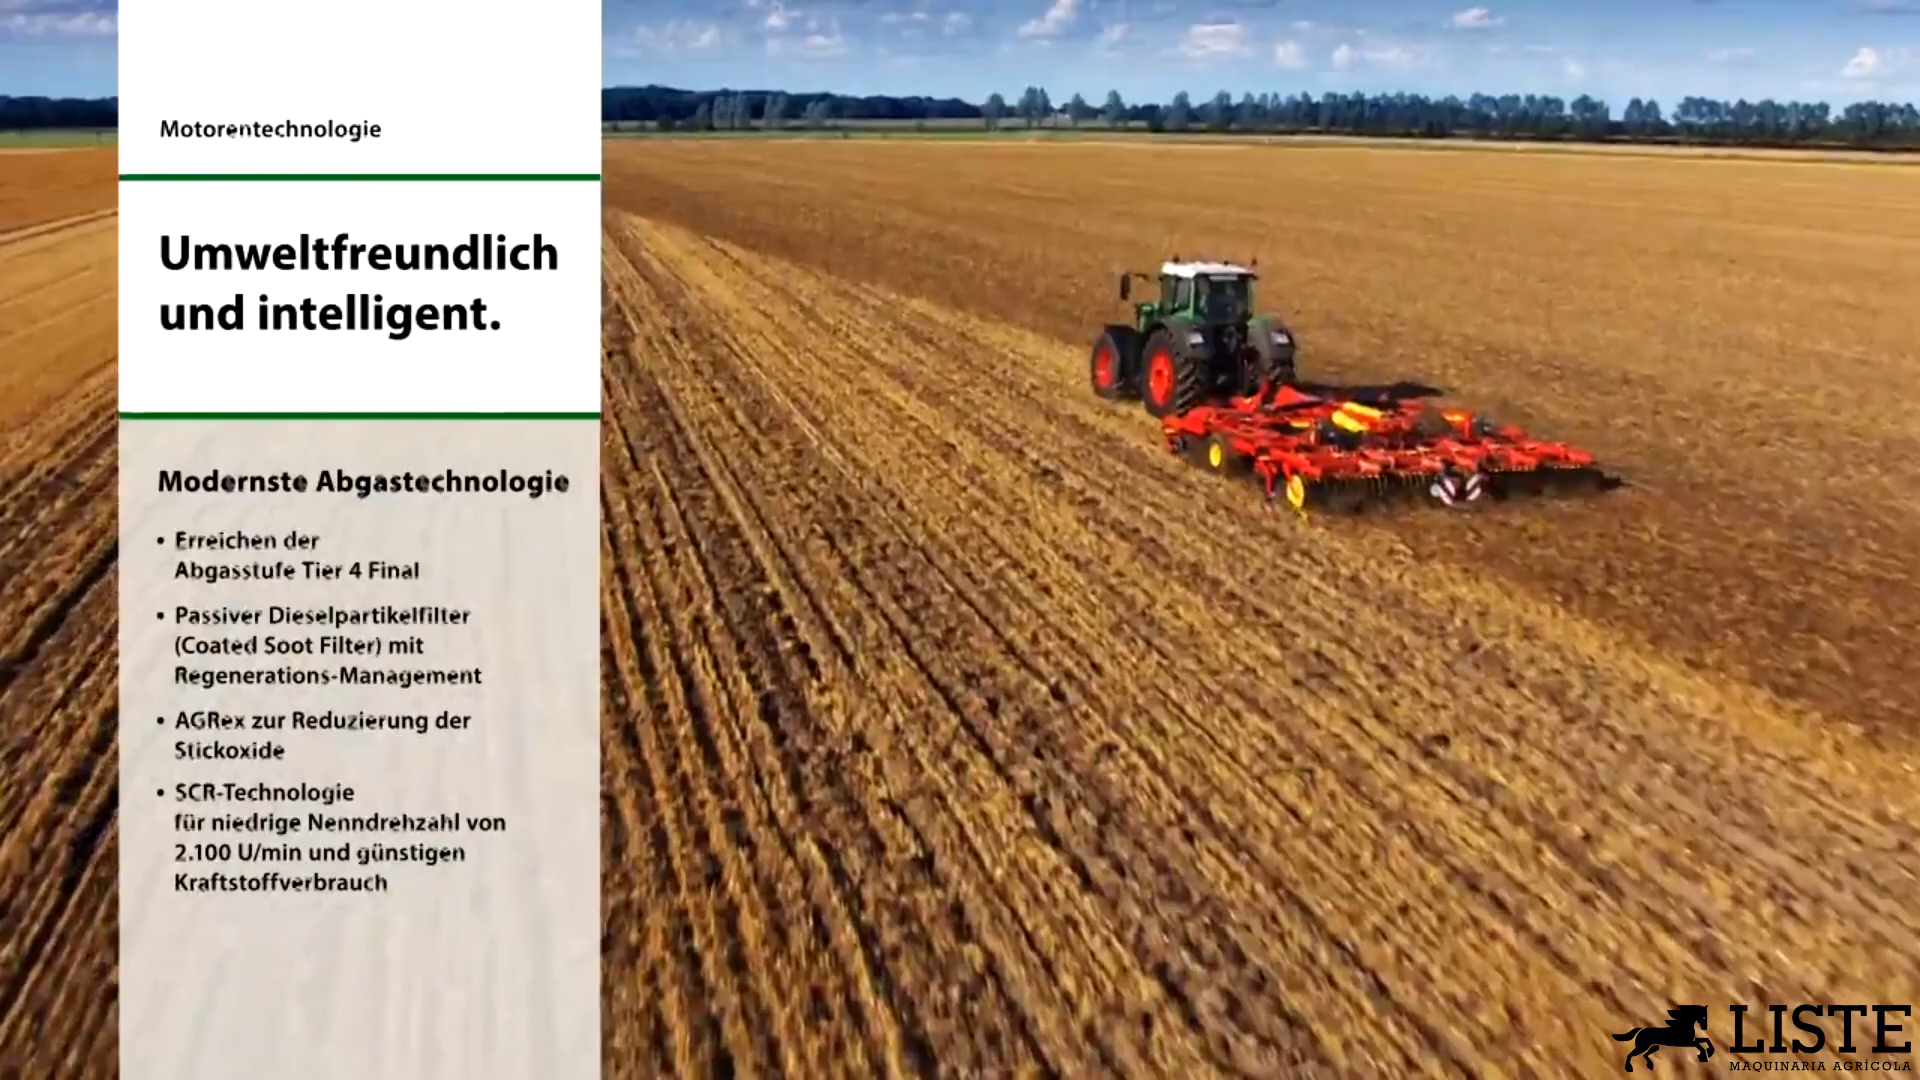 Motorentechnologie
Umweltfreundlich
und intelligent.
Modernste Abgastechnologie
• Erreichen der
Abgasstufe Tier 4 Final
• Passiver Dieselpartikelfilter
(Coated Soot Filter) mit
Regenerations-Management
• AGRex zur Reduzierung der
Stickoxide
• SCR-Technologie
für niedrige Nenndrehzahl von
2.100 U/min und günstigen
Kraftstoffverbrauch
LISTE
MAQUINARIA AGRÍCOLA